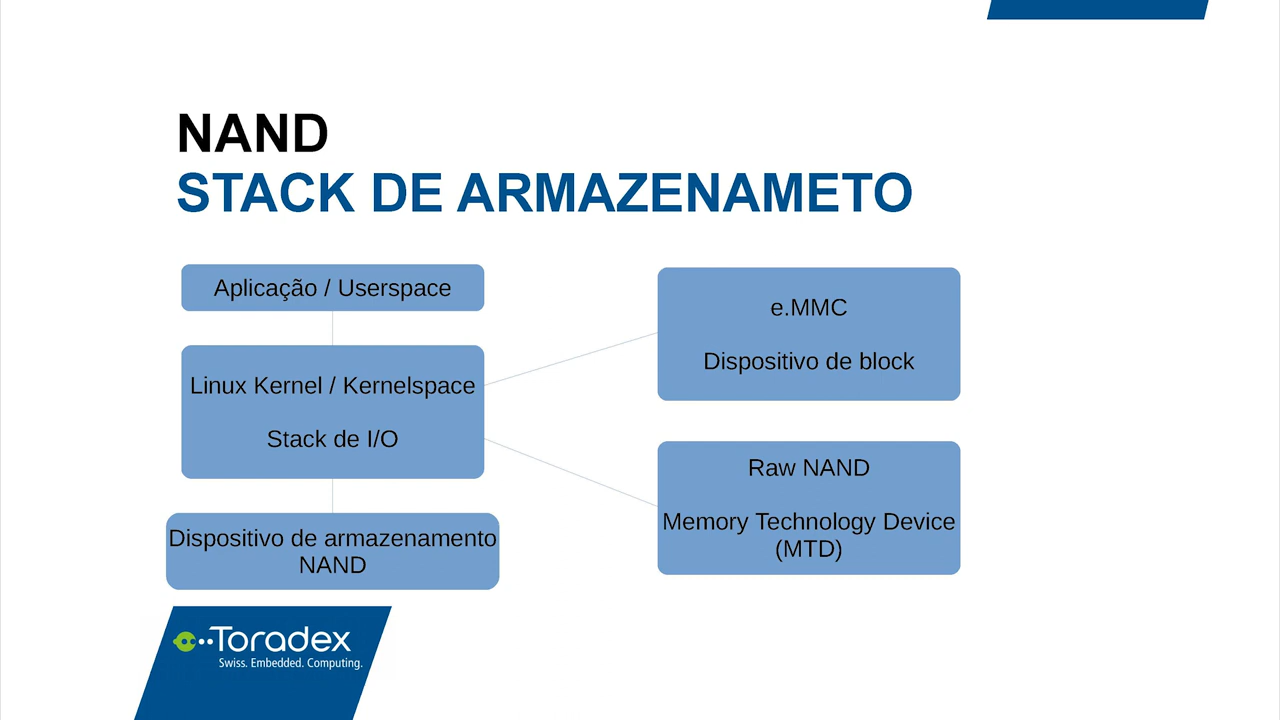 NAND
STACK DE ARMAZENAMETO
Aplicação / Userspace
Linux Kernel / Kernelspace
Stack de I/O
Dispositivo de armazenamento
NAND
e.MMC
Dispositivo de block
Raw NAND
Memory Technology Device
(MTD)
Toradex
Swiss. Embedded. Computing.